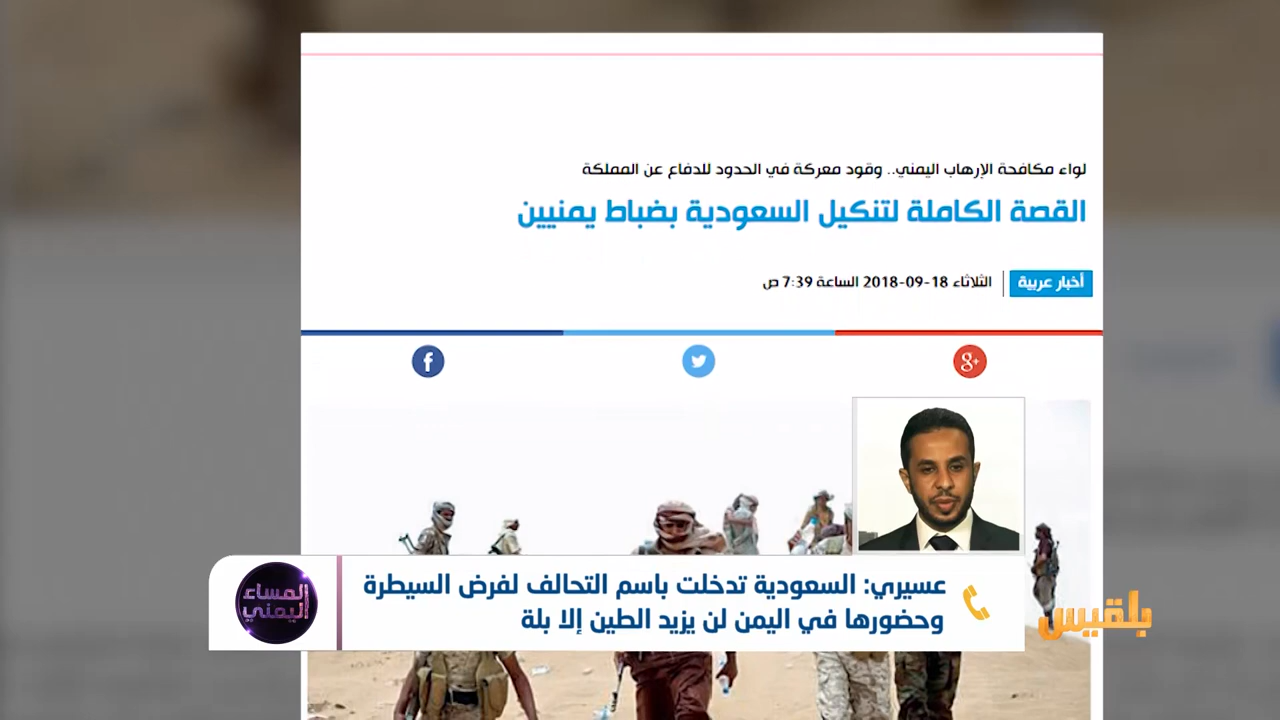 لواء مكافحة الإرهاب اليمني.. وقود معركة في الحدود للدفاع عن المملكة
القصة الكاملة لتنكيل السعودية بضباط يمنيين
أخبار عربية
الثلاثاء 18-09-2018 الساعة 7:39 ص
f
g+
عسيري: السعودية تدخلت باسم التحالف لفرض السيطرة
وحضورها في اليمن لن يزيد الطين إلا بلة
المساء
اليمني
بلقيس